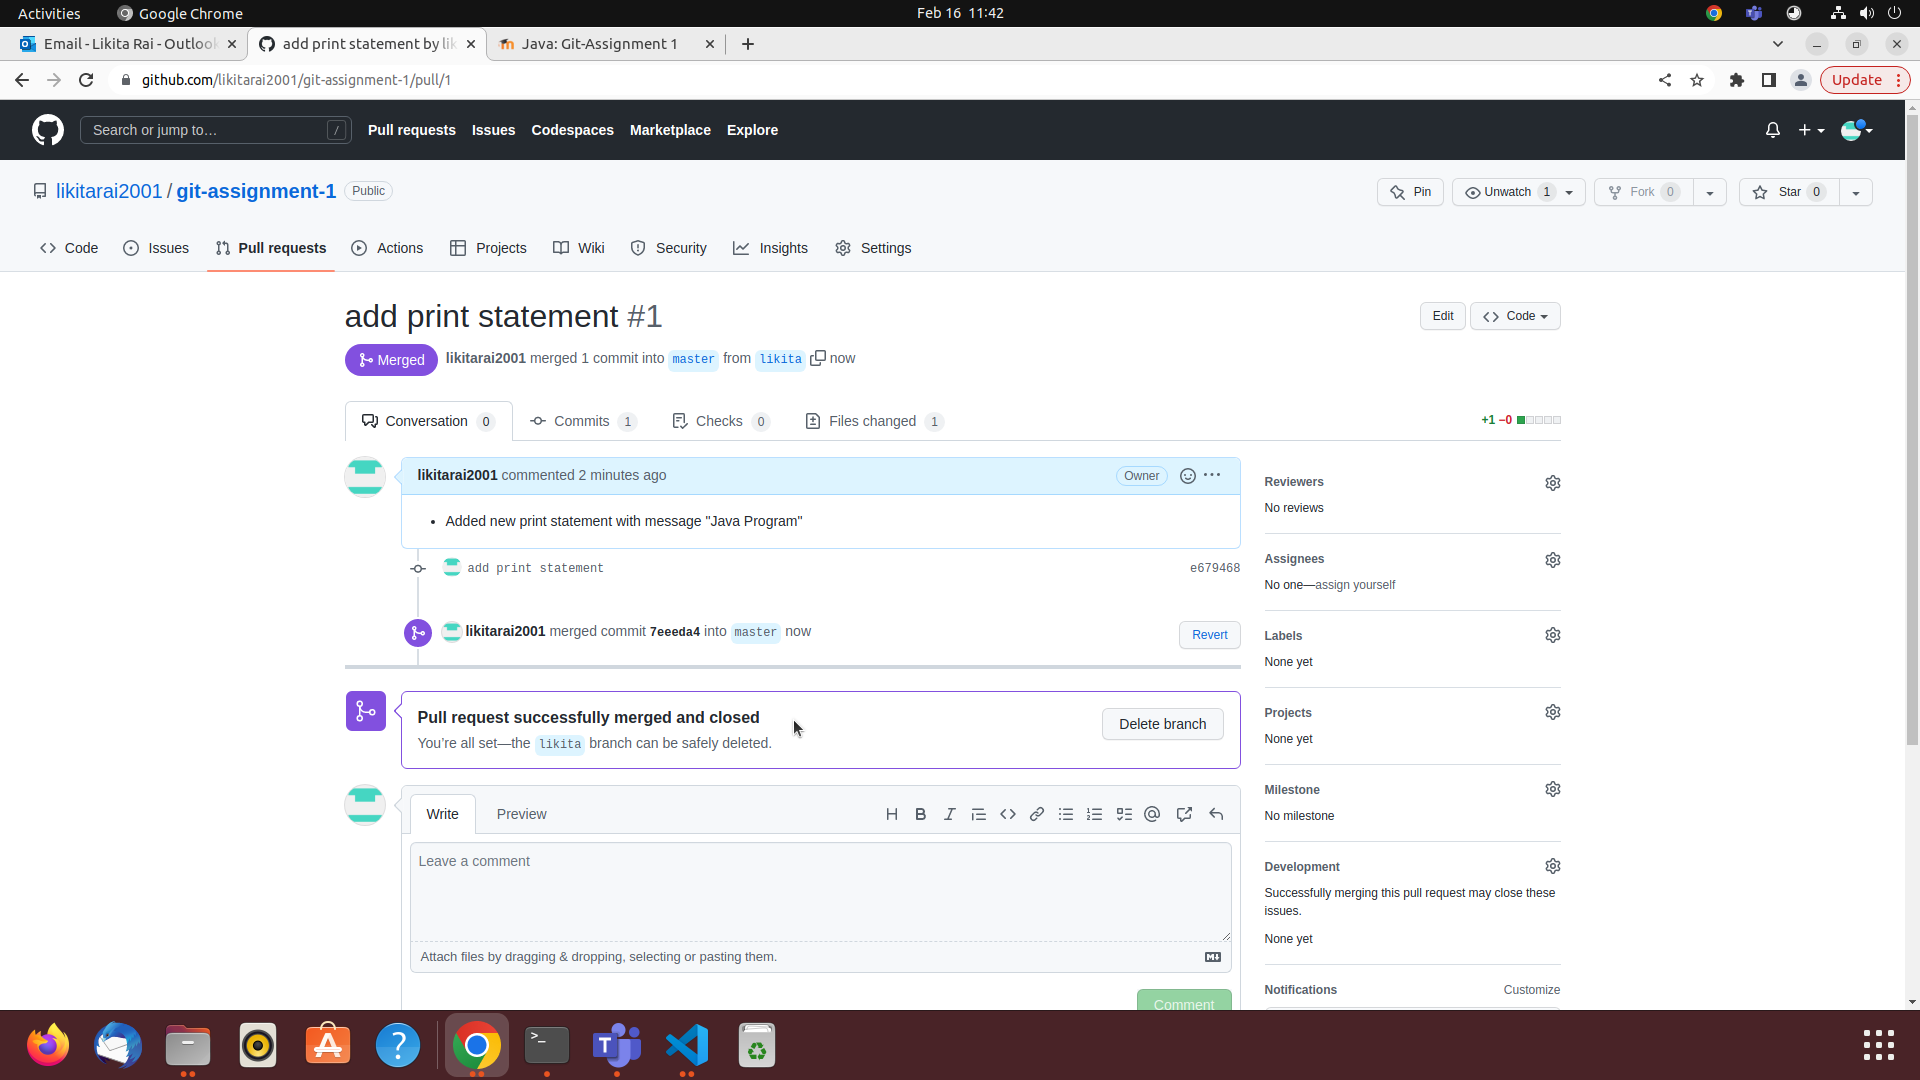 Activities
Google Chrome
Feb 16 11:42
Email - Likita Rai - Outlook
add print statement by lik
Java: Git-Assignment 1
github.com/likitarai2001/git-assignment-1/pull/1
Update
Search or jump to…
/
Pull requests
Issues
Codespaces
Marketplace
Explore
likitarai2001 / git-assignment-1
Public
Pin
Unwatch 1
Fork 0
Star 0
Code
Issues
Pull requests
Actions
Projects
Wiki
Security
Insights
Settings
add print statement #1
Edit
Code
Merged
likitarai2001 merged 1 commit into master from likita now
Conversation 0
Commits 1
Checks 0
Files changed 1
+1 −0
likitarai2001 commented 2 minutes ago
Owner
• Added new print statement with message "Java Program"
add print statement
e679468
likitarai2001 merged commit 7eeeda4 into master now
Revert
Pull request successfully merged and closed
You're all set—the likita branch can be safely deleted.
Delete branch
Write
Preview
Leave a comment
Attach files by dragging & dropping, selecting or pasting them.
Comment
Reviewers
No reviews
Assignees
No one—assign yourself
Labels
None yet
Projects
None yet
Milestone
No milestone
Development
Successfully merging this pull request may close these
issues.
None yet
Notifications
Customize